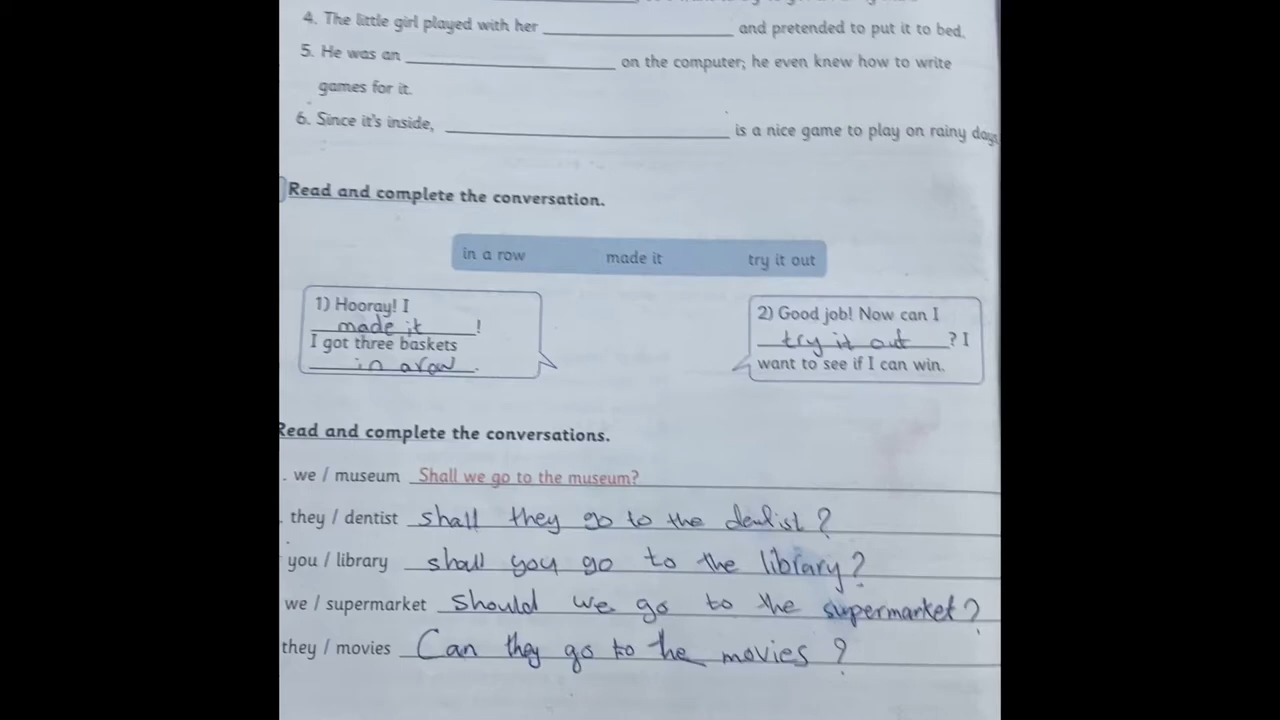 4. The little girl played with her ____________ and pretended to put it to bed.
5. He was an ____________ on the computer; he even knew how to write
games for it.
6. Since it's inside, ____________ is a nice game to play on rainy days
Read and complete the conversation.
in a row made it try it out
1) Hooray! I
made it !
I got three baskets
in a row .
2) Good job! Now can I
try it out ? I
want to see if I can win.
Read and complete the conversations.
. we / museum Shall we go to the museum?
. they / dentist shall they go to the dentist ?
you / library shall you go to the library?
we / supermarket should we go to the supermarket?
they / movies Can they go to the movies ?